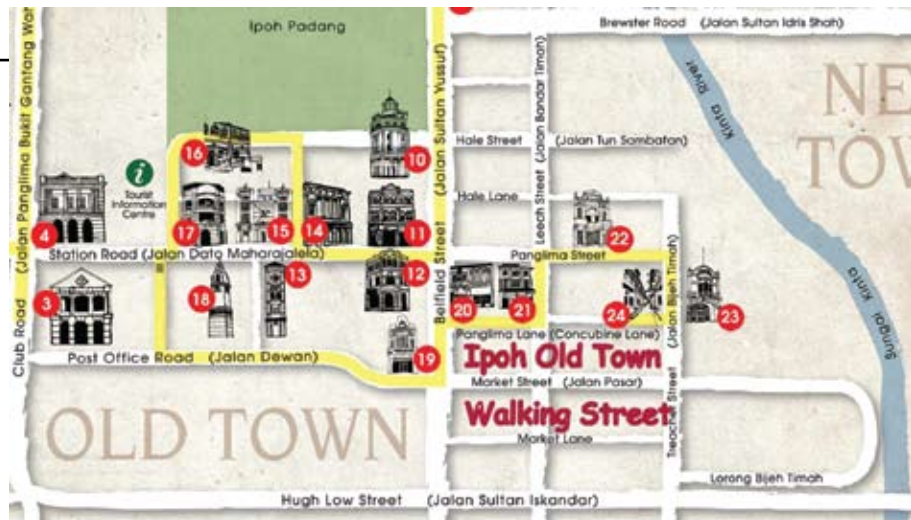 Ipoh Padang
Brewster Road (Jalan Sultan Idris Shah)
(Jalan Panglima Bukit Gantang Wah
Club Road
Belfield Street (Jalan Sultan Yussuf)
Leech Street (Jalan Bandar Timah)
Kinta River
Sungai Kinta
NE
TOW
16
10
Hale Street (Jalan Tun Sambatan)
i
Tourist
Information
Centre
Hale Lane
4
17
15
14
11
22
Station Road (Jalan Dato Maharajalela)
Panglima Street
3
18
13
12
20
21
24
23
Treacher Street (Jalan Bijeh Timah)
Panglima Lane (Concubine Lane)
19
Post Office Road (Jalan Dewan)
Ipoh Old Town
Market Street (Jalan Pasar)
OLD TOWN
Walking Street
Market Lane
Lorong Bijeh Timah
Hugh Low Street (Jalan Sultan Iskandar)